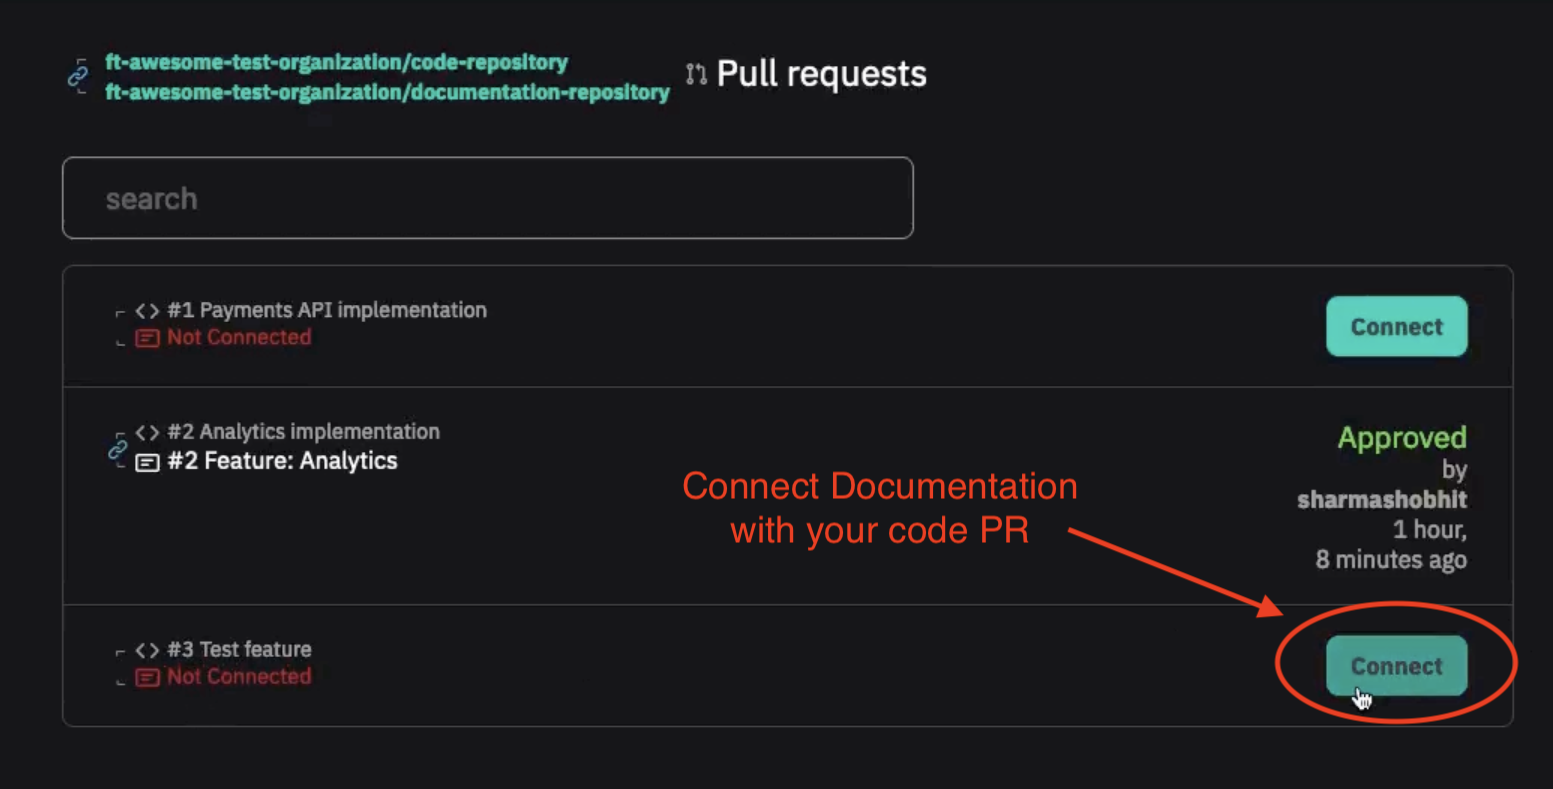 ft-awesome-test-organization/code-repository
ft-awesome-test-organization/documentation-repository
Pull requests
search
#1 Payments API implementation
Not Connected
Connect
#2 Analytics implementation
#2 Feature: Analytics
Approved
by
sharmashobhit
1 hour,
8 minutes ago
Connect Documentation
with your code PR
#3 Test feature
Not Connected
Connect